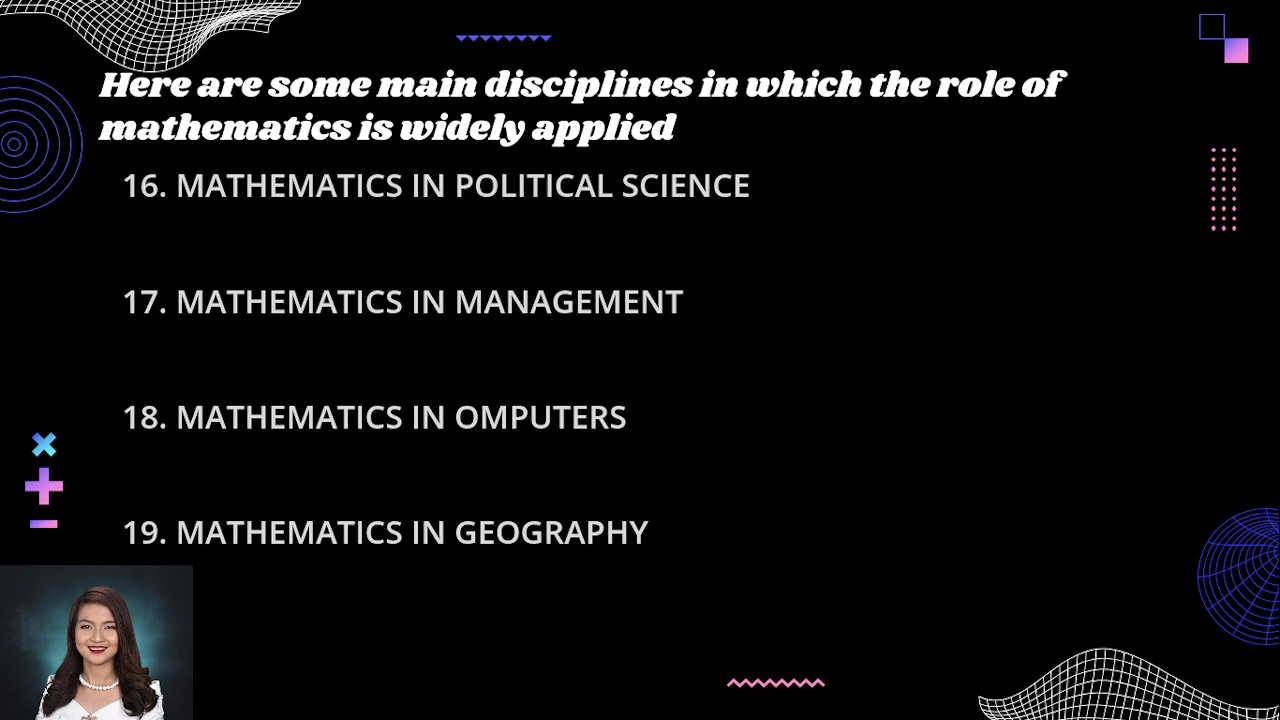 Here are some main disciplines in which the role of
mathematics is widely applied
16. MATHEMATICS IN POLITICAL SCIENCE
17. MATHEMATICS IN MANAGEMENT
18. MATHEMATICS IN OMPUTERS
19. MATHEMATICS IN GEOGRAPHY